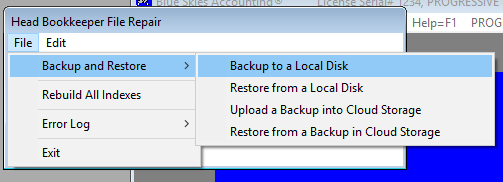 Blue Skies Accounting® License Serial# 1234, PROGRESSIVE
Head Bookkeeper File Repair
Help=F1 PROG
File Edit
Backup and Restore >
Rebuild All Indexes
Error Log >
Exit
Backup to a Local Disk
Restore from a Local Disk
Upload a Backup into Cloud Storage
Restore from a Backup in Cloud Storage